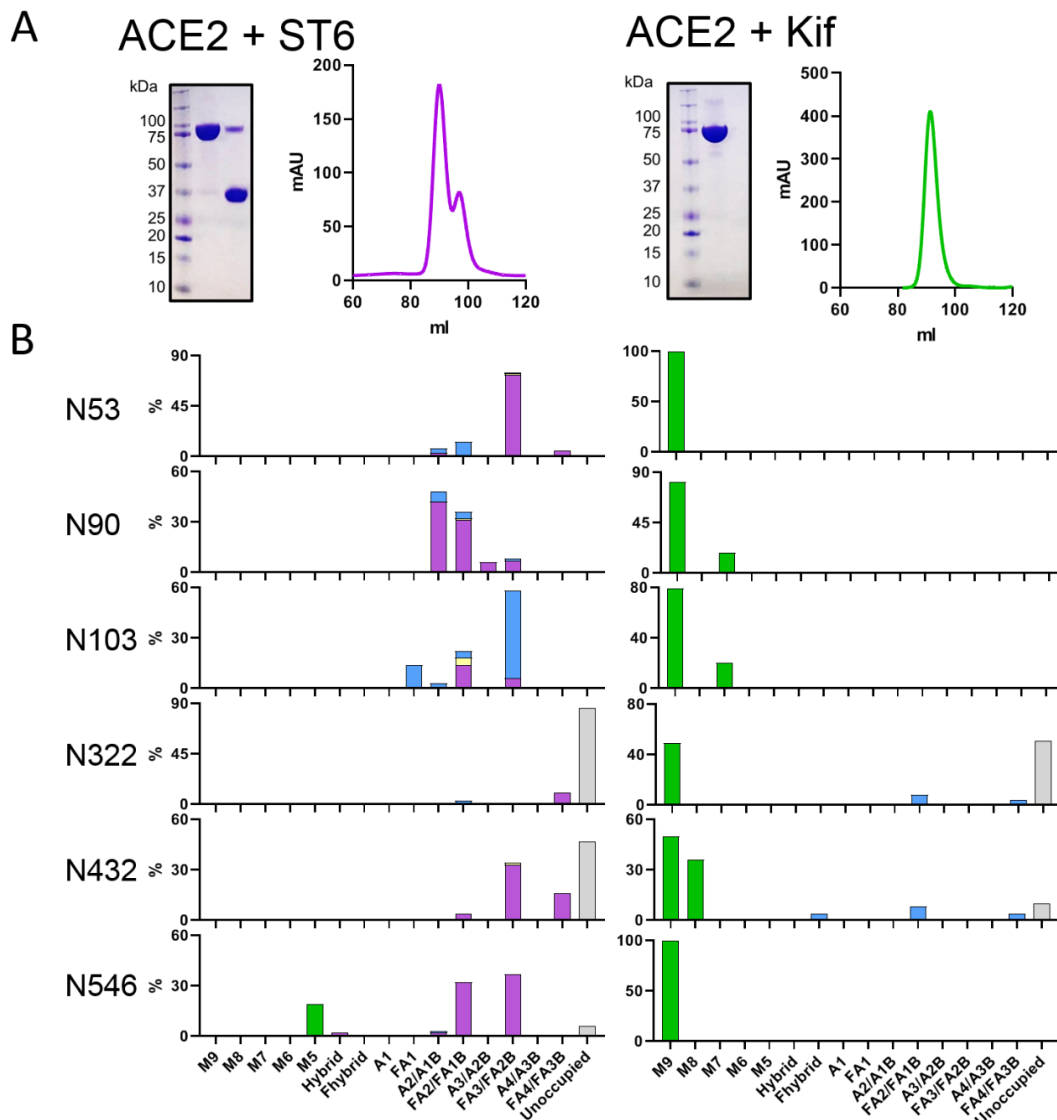 A
ACE2 + ST6
ACE2 + Kif
kDa
100
75
50
37
25
20
15
10
mAU
200
150
100
50
0
60
80
100
120
ml
kDa
100
75
50
37
25
20
15
10
mAU
500
400
300
200
100
0
60
80
100
120
ml
B
N53
%
90
45
0
100
50
0
N90
%
60
30
0
90
45
0
N103
%
60
30
0
80
40
0
N322
%
90
45
0
80
40
0
N432
%
60
30
0
60
30
0
N546
%
60
30
0
100
50
0
M9
M8
M7
M6
M5
Hybrid
Fhybrid
A1
FA1
A2/A1B
FA2/FA1B
A3/A2B
FA3/FA2B
A4/A3B
FA4/FA3B
Unoccupied
M9
M8
M7
M6
M5
Hybrid
Fhybrid
A1
FA1
A2/A1B
FA2/FA1B
A3/A2B
FA3/FA2B
A4/A3B
FA4/FA3B
Unoccupied